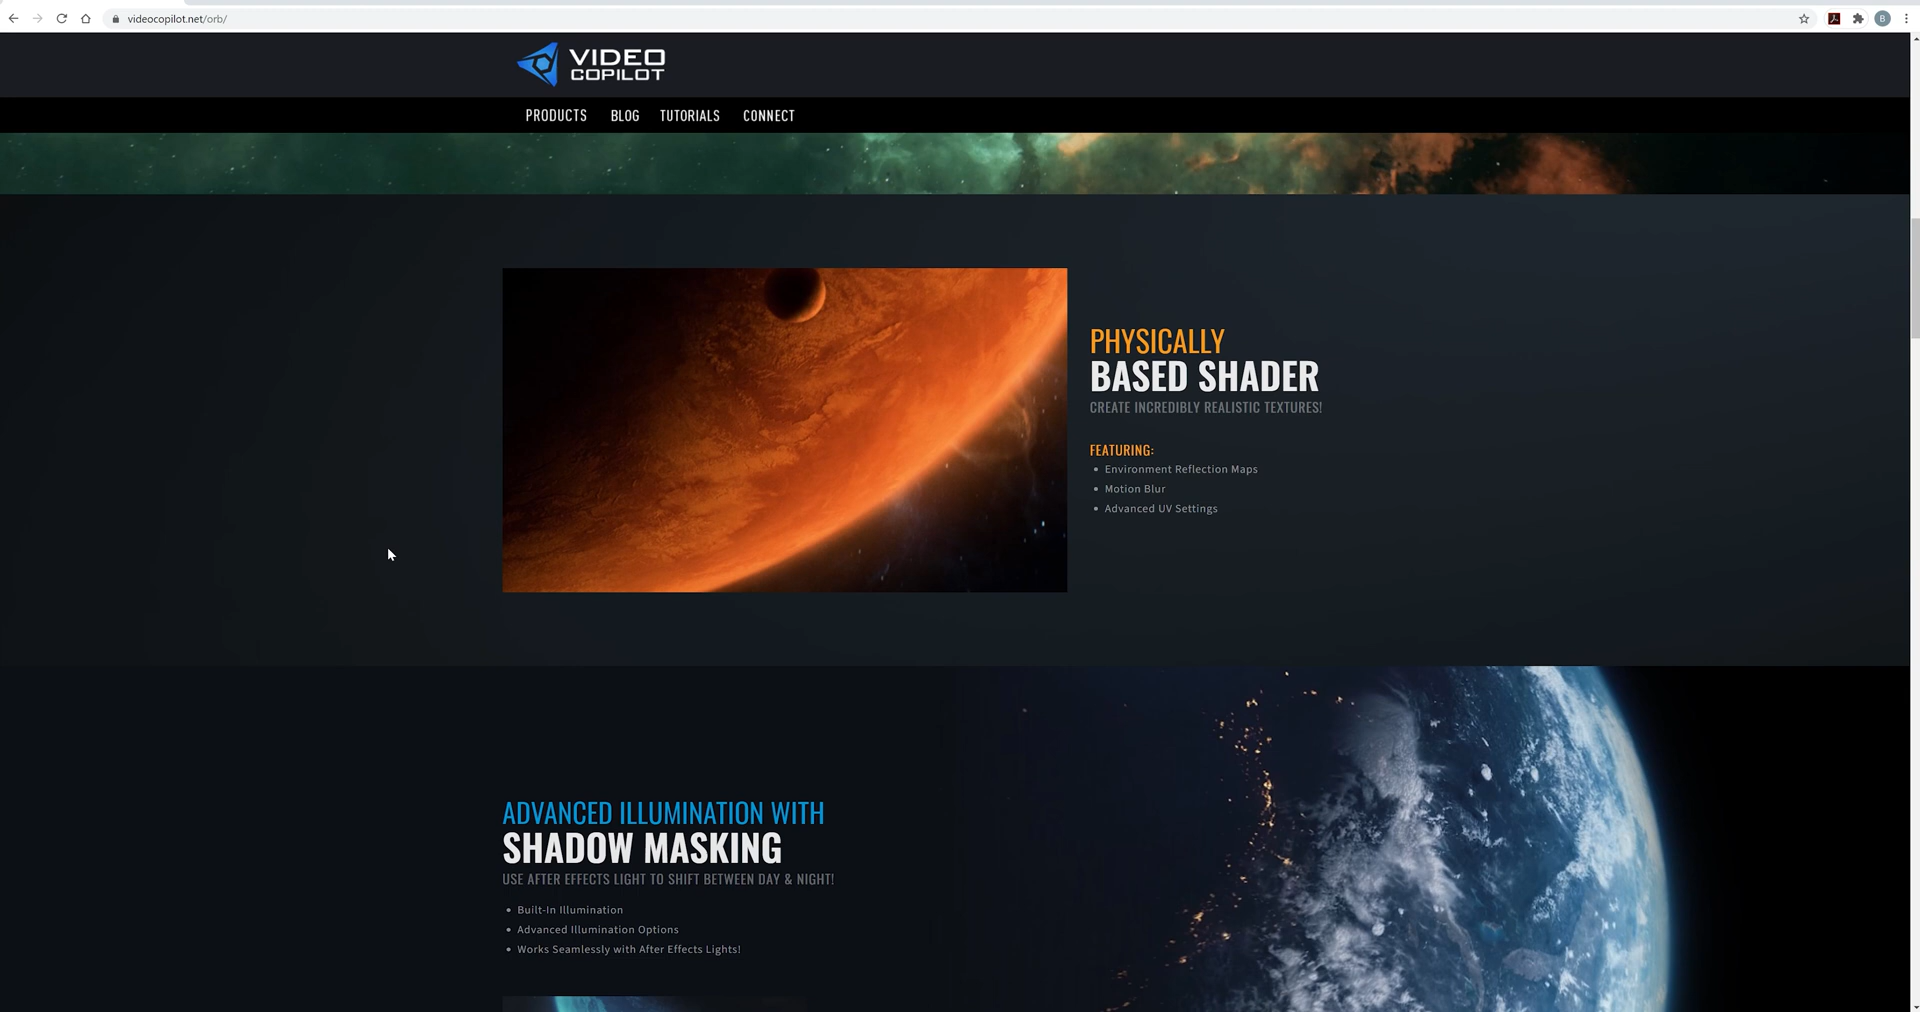 videocopilot.net/orb/
B
VIDEO
COPILOT
PRODUCTS BLOG TUTORIALS CONNECT
PHYSICALLY
BASED SHADER
CREATE INCREDIBLY REALISTIC TEXTURES!
FEATURING:
Environment Reflection Maps
Motion Blur
Advanced UV Settings
ADVANCED ILLUMINATION WITH
SHADOW MASKING
USE AFTER EFFECTS LIGHT TO SHIFT BETWEEN DAY & NIGHT!
Built-In Illumination
Advanced Illumination Options
Works Seamlessly with After Effects Lights!